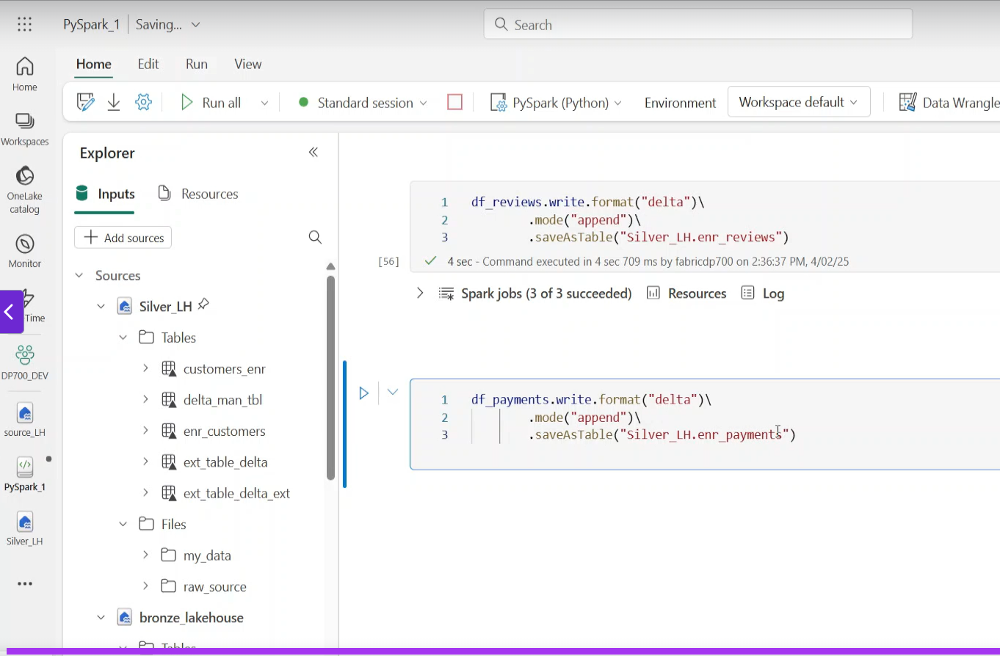 PySpark_1 Saving...
Search
Home Edit Run View
Run all Standard session PySpark (Python) Environment Workspace default Data Wrangle
Home
Workspaces
OneLake
catalog
Monitor
Time
DP700_DEV
source_LH
PySpark_1
Silver_LH
Explorer
Inputs Resources
Add sources
Sources
Silver_LH
Tables
customers_enr
delta_man_tbl
enr_customers
ext_table_delta
ext_table_delta_ext
Files
my_data
raw_source
bronze_lakehouse
Tables
1 df_reviews.write.format("delta")\
2 .mode("append")\
3 .saveAsTable("Silver_LH.enr_reviews")
[56] 4 sec - Command executed in 4 sec 709 ms by fabricdp700 on 2:36:37 PM, 4/02/25
Spark jobs (3 of 3 succeeded) Resources Log
1 df_payments.write.format("delta")\
2 .mode("append")\
3 .saveAsTable("Silver_LH.enr_payments")